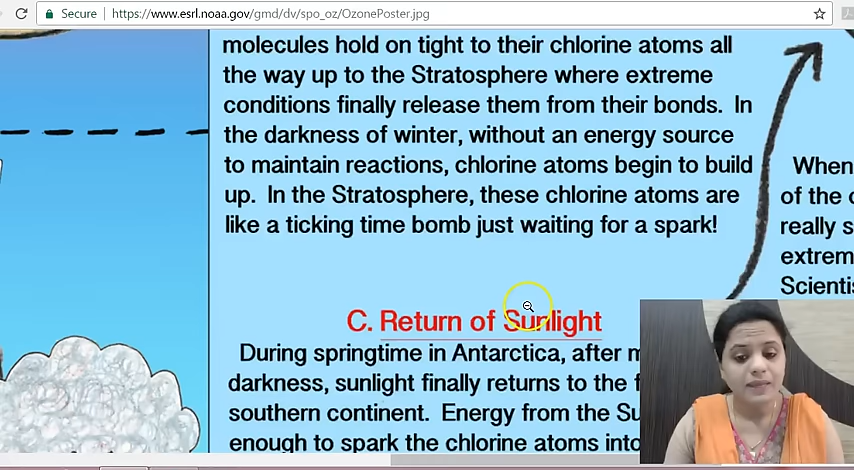 Secure
https://www.esrl.noaa.gov/gmd/dv/spo_oz/OzonePoster.jpg
molecules hold on tight to their chlorine atoms all
the way up to the Stratosphere where extreme
conditions finally release them from their bonds. In
the darkness of winter, without an energy source
to maintain reactions, chlorine atoms begin to build
up. In the Stratosphere, these chlorine atoms are
like a ticking time bomb just waiting for a spark!
C. Return of Sunlight
During springtime in Antarctica, after
darkness, sunlight finally returns to the
southern continent. Energy from the
enough to spark the chlorine atoms into
When
of the
really
extrem
Scientis